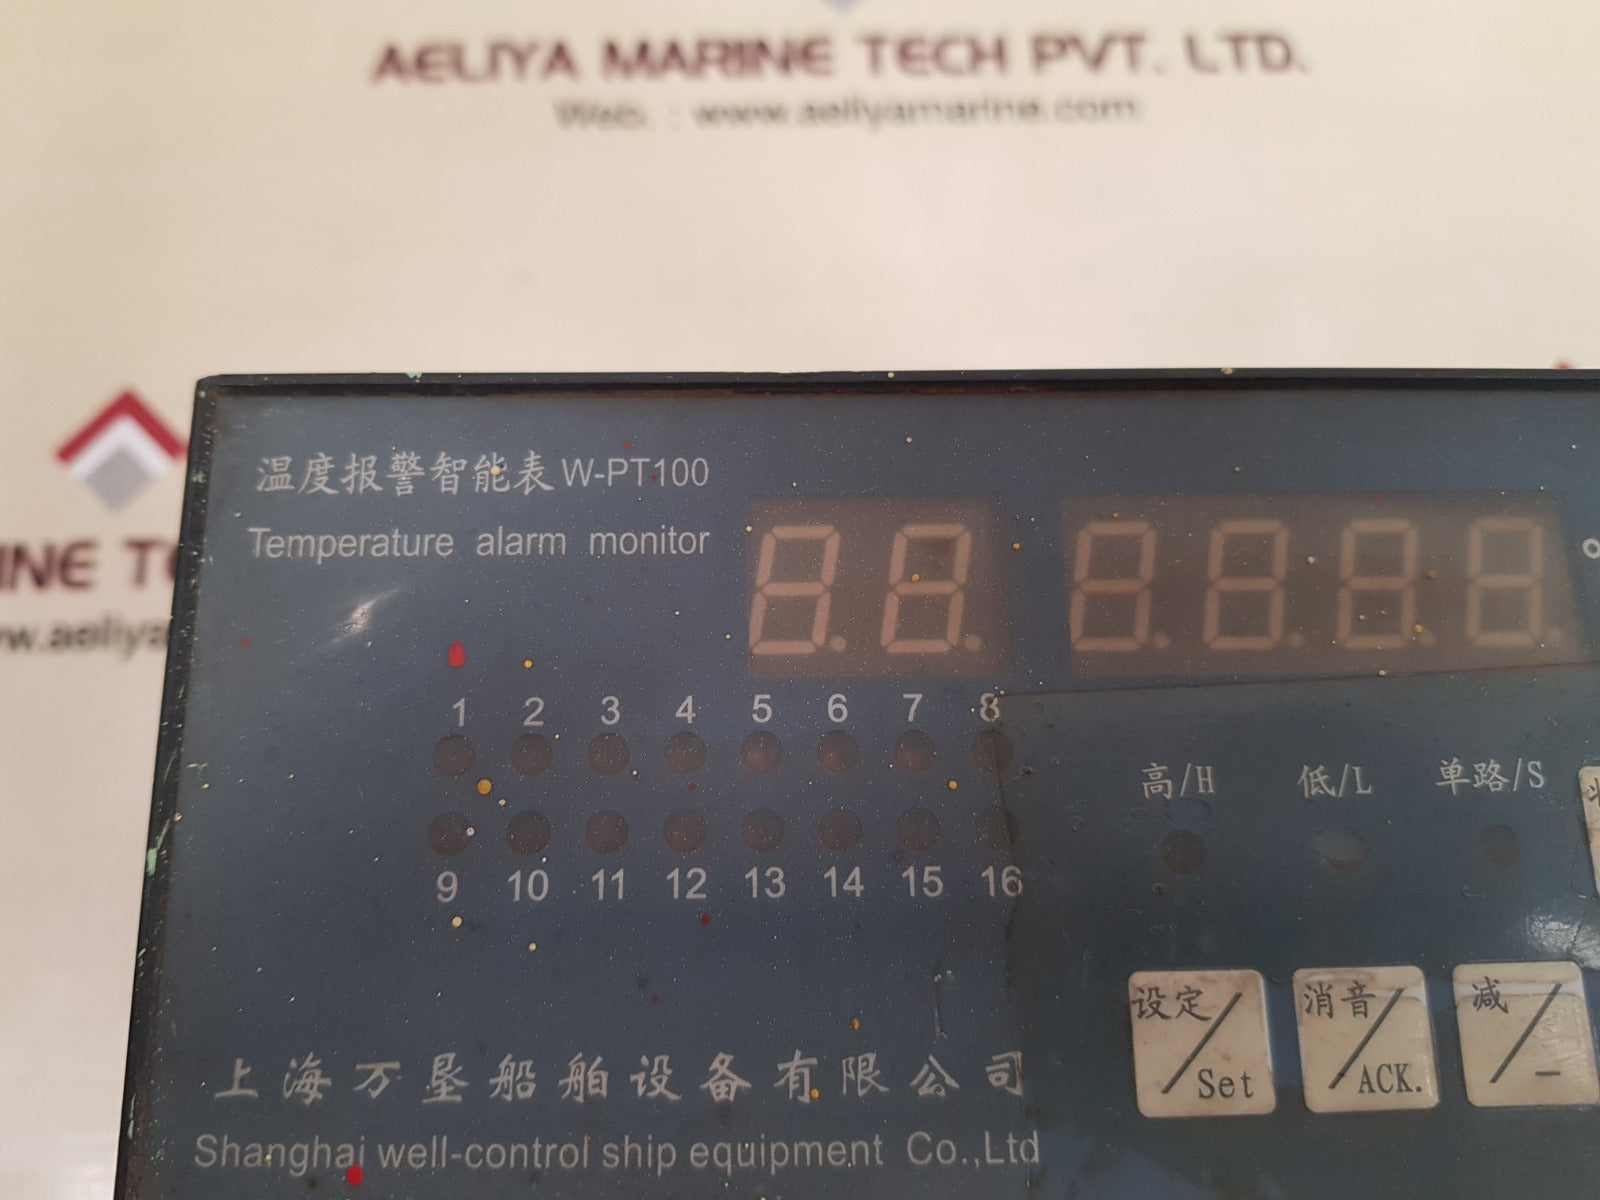 AELIYA MARINE TECH PVT. LTD.
Web. : www.aeliyamarine.com
温度报警智能表 W-PT100
Temperature alarm monitor
°
INE
w.aeliya
1 2 3 4 5 6 7 8
高/H 低/L 单路/S
9 10 11 12 13 14 15 16
设定/Set 消音/ACK. 减/-
上海万垦船舶设备有限公司
Shanghai well-control ship equipment Co.,Ltd